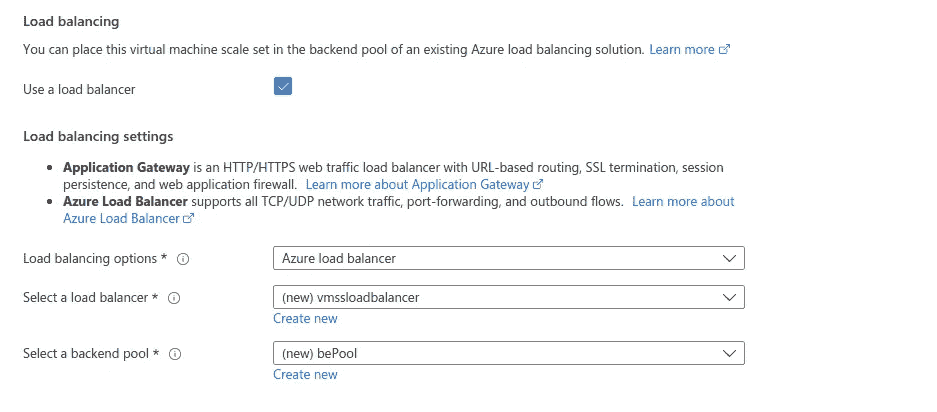 Load balancing
You can place this virtual machine scale set in the backend pool of an existing Azure load balancing solution. Learn more
Use a load balancer
Load balancing settings
• Application Gateway is an HTTP/HTTPS web traffic load balancer with URL-based routing, SSL termination, session
persistence, and web application firewall. Learn more about Application Gateway
• Azure Load Balancer supports all TCP/UDP network traffic, port-forwarding, and outbound flows. Learn more about
Azure Load Balancer
Load balancing options * Azure load balancer
Select a load balancer * (new) vmssloadbalancer
Create new
Select a backend pool * (new) bePool
Create new